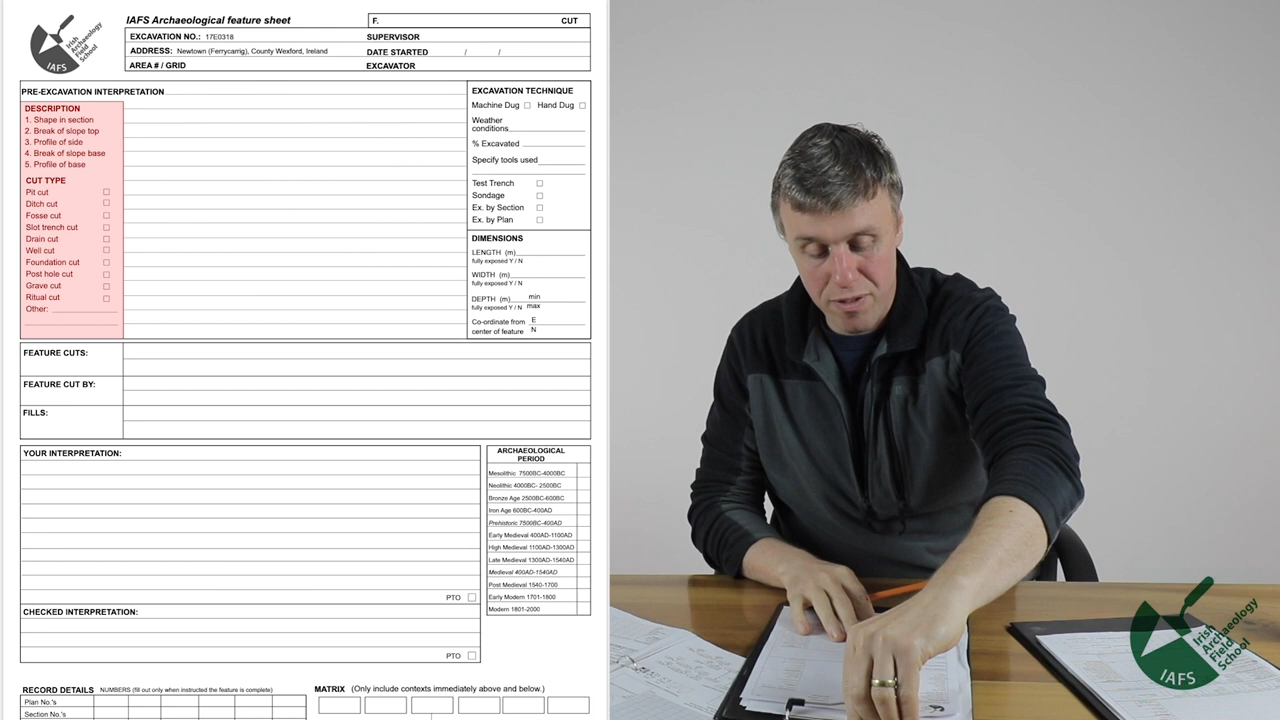 IAFS Archaeological feature sheet
F. CUT
Irish Archaeology Field School
IAFS
EXCAVATION NO.: 17E0318 SUPERVISOR
ADDRESS: Newtown (Ferrycarrig), County Wexford, Ireland DATE STARTED / /
AREA # / GRID EXCAVATOR
PRE-EXCAVATION INTERPRETATION
DESCRIPTION
1. Shape in section
2. Break of slope top
3. Profile of side
4. Break of slope base
5. Profile of base
CUT TYPE
Pit cut
Ditch cut
Fosse cut
Slot trench cut
Drain cut
Well cut
Foundation cut
Post hole cut
Grave cut
Ritual cut
Other:
EXCAVATION TECHNIQUE
Machine Dug Hand Dug
Weather
conditions
% Excavated
Specify tools used
Test Trench
Sondage
Ex. by Section
Ex. by Plan
DIMENSIONS
LENGTH (m)
fully exposed Y / N
WIDTH (m)
fully exposed Y / N
DEPTH (m) min
fully exposed Y / N max
Co-ordinate from E
center of feature N
FEATURE CUTS:
FEATURE CUT BY:
FILLS:
YOUR INTERPRETATION:
PTO
CHECKED INTERPRETATION:
PTO
ARCHAEOLOGICAL
PERIOD
Mesolithic 7500BC-4000BC
Neolithic 4000BC- 2500BC
Bronze Age 2500BC-600BC
Iron Age 600BC-400AD
Prehistoric 7500BC-400AD
Early Medieval 400AD-1100AD
High Medieval 1100AD-1300AD
Late Medieval 1300AD-1540AD
Medieval 400AD-1540AD
Post Medieval 1540-1700
Early Modern 1701-1800
Modern 1801-2000
RECORD DETAILS NUMBERS (fill out only when instructed the feature is complete)
Plan No.'s
Section No.'s
MATRIX (Only include contexts immediately above and below.)
Irish Archaeology Field School
IAFS